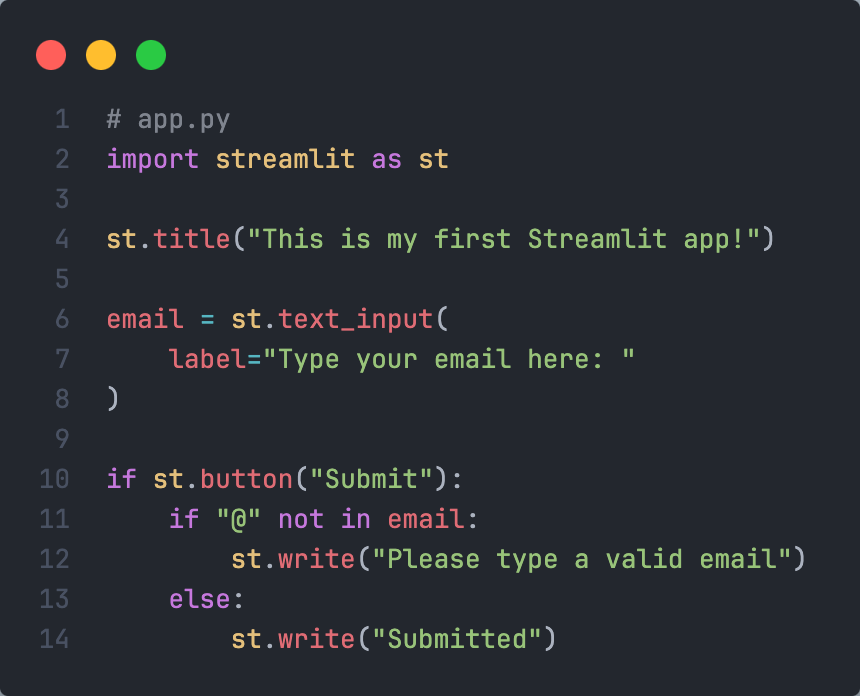 1 # app.py
2 import streamlit as st
3
4 st.title("This is my first Streamlit app!")
5
6 email = st.text_input(
7     label="Type your email here: "
8 )
9
10 if st.button("Submit"):
11     if "@" not in email:
12         st.write("Please type a valid email")
13     else:
14         st.write("Submitted")